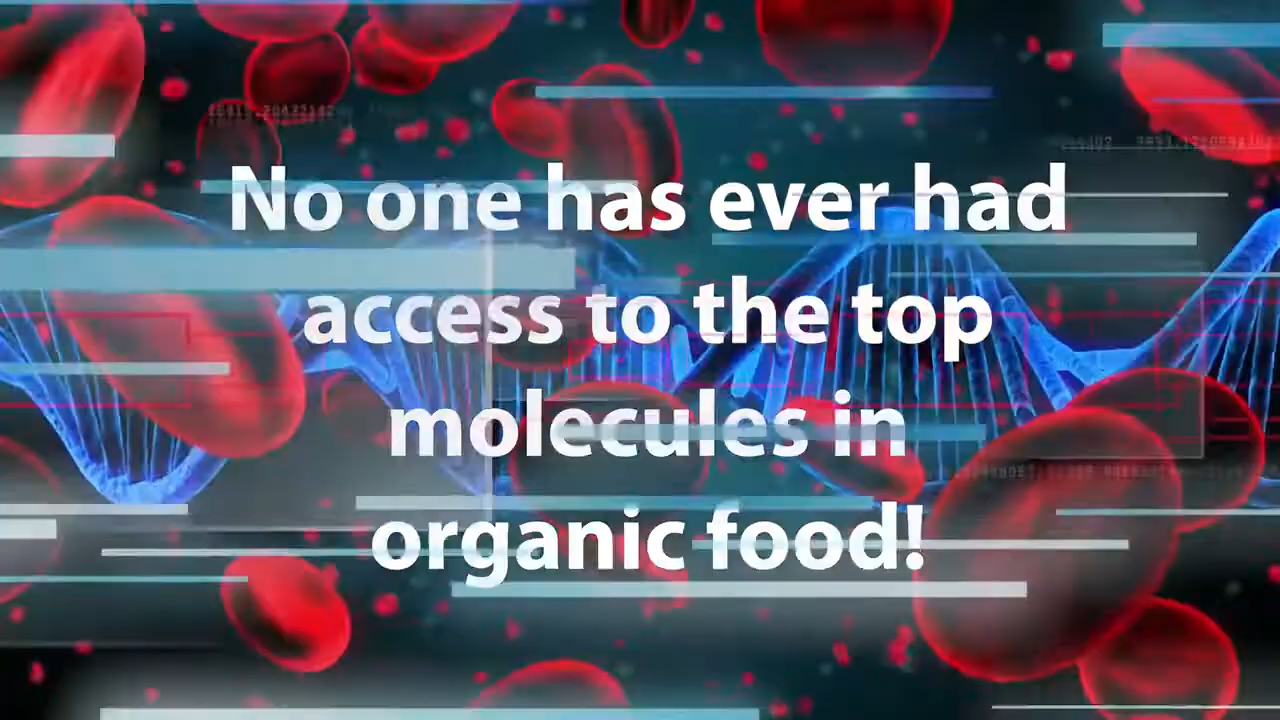 No one has ever had
access to the top
molecules in
organic food!